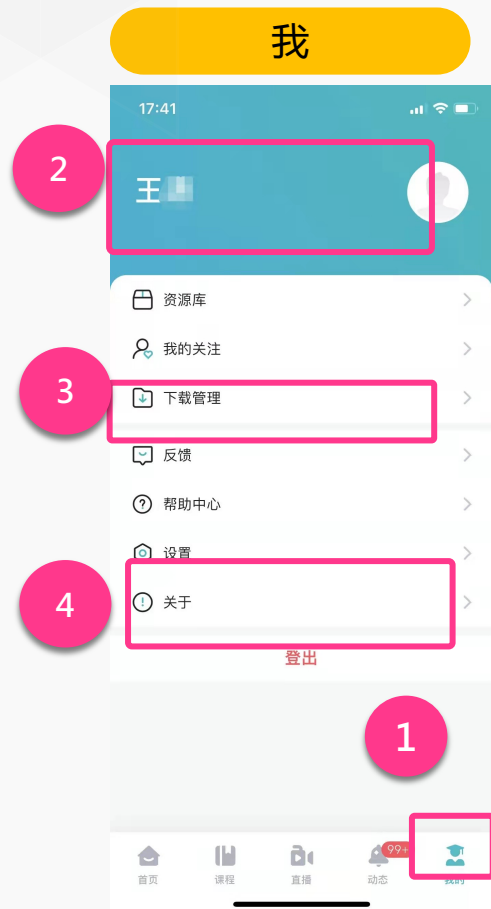 我
17:41
2
王
资源库
我的关注
3
下载管理
反馈
帮助中心
设置
4
关于
登出
1
99+
首页
课程
直播
动态
我的